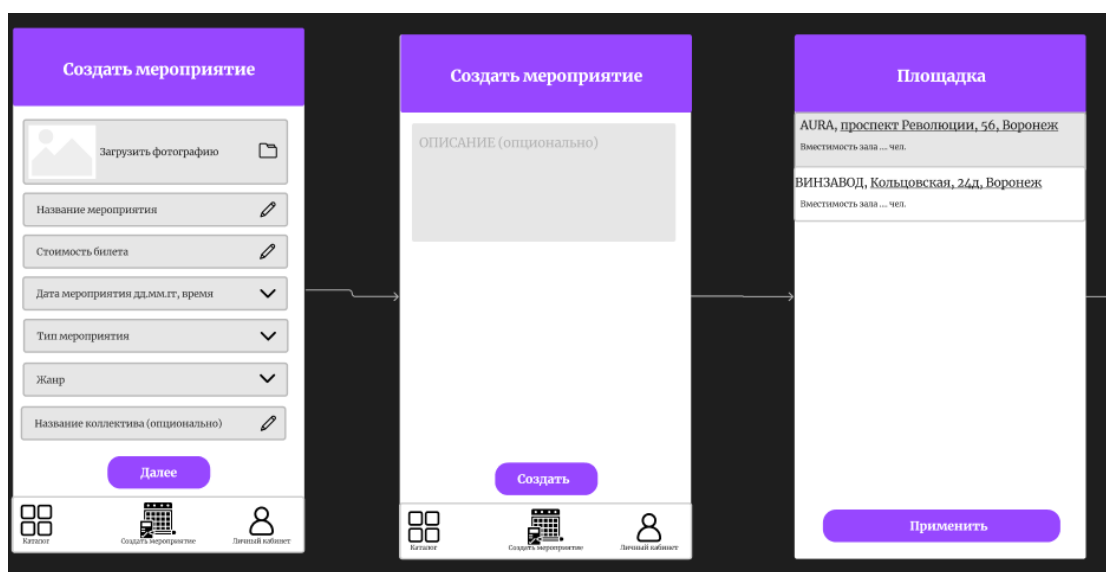 Создать мероприятие
Загрузить фотографию
Название мероприятия
Стоимость билета
Дата мероприятия дд.мм.гг, время
Тип мероприятия
Жанр
Название коллектива (опционально)
Далее
Каталог
Создать мероприятие
Личный кабинет
Создать мероприятие
ОПИСАНИЕ (опционально)
Создать
Каталог
Создать мероприятие
Личный кабинет
Площадка
AURA, проспект Революции, 56, Воронеж
Вместимость зала ... чел.
ВИНЗАВОД, Кольцовская, 24д, Воронеж
Вместимость зала ... чел.
Применить